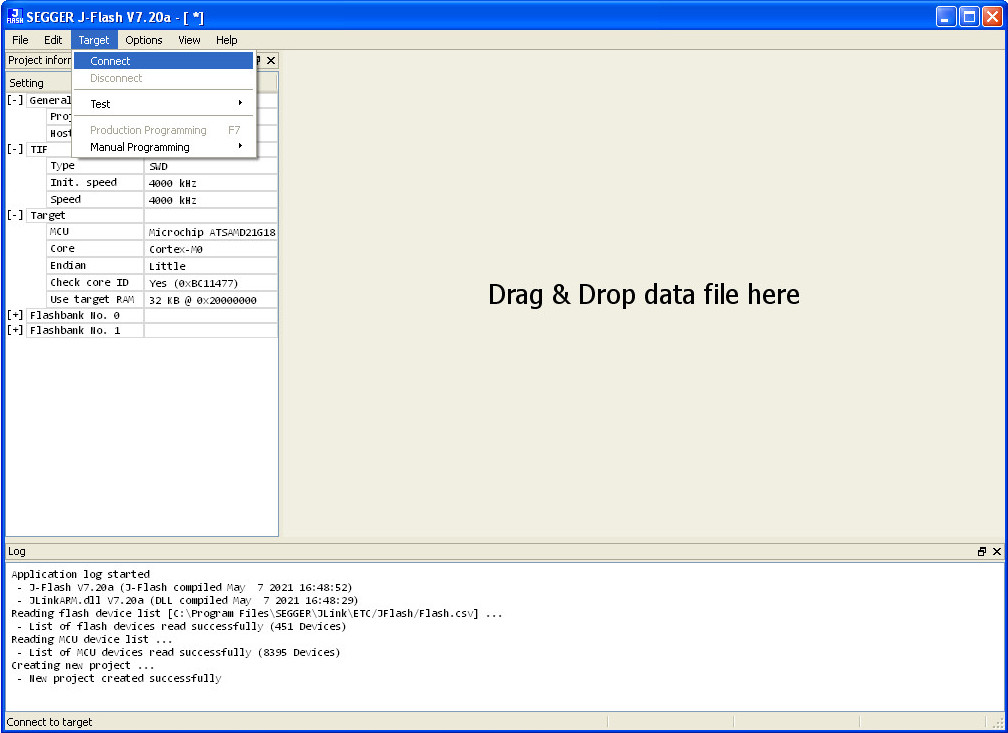 SEGGER J-Flash V7.20a - [ *]
File Edit Target Options View Help
Project inforr
Connect
Disconnect
Test
Production Programming F7
Manual Programming
Setting
[-] General
Proj
Host
[-] TIF
Type SWD
Init. speed 4000 kHz
Speed 4000 kHz
[-] Target
MCU Microchip ATSAMD21G18
Core Cortex-M0
Endian Little
Check core ID Yes (0xBC11477)
Use target RAM 32 KB @ 0x20000000
[+] Flashbank No. 0
[+] Flashbank No. 1
Drag & Drop data file here
Log
Application log started
- J-Flash V7.20a (J-Flash compiled May 7 2021 16:48:52)
- JLinkARM.dll V7.20a (DLL compiled May 7 2021 16:48:29)
Reading flash device list [C:\Program Files\SEGGER\JLink\ETC/JFlash/Flash.csv] ...
- List of flash devices read successfully (451 Devices)
Reading MCU device list ...
- List of MCU devices read successfully (8395 Devices)
Creating new project ...
- New project created successfully
Connect to target